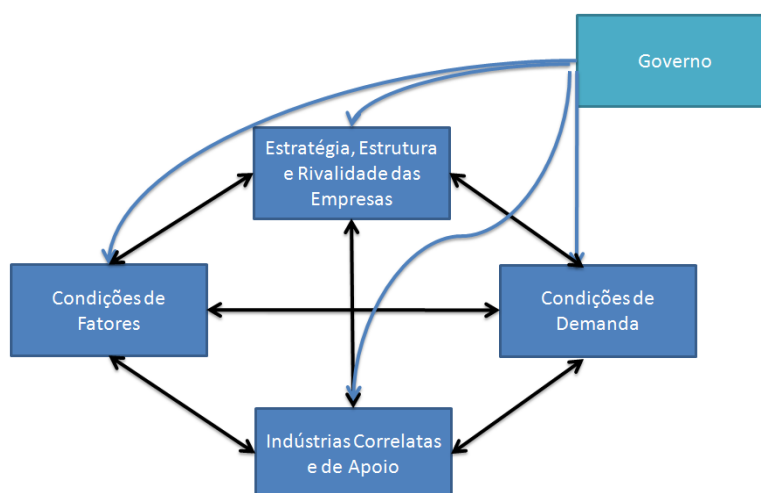 Governo
Estratégia, Estrutura
e Rivalidade das
Empresas
Condições de
Fatores
Condições de
Demanda
Indústrias Correlatas
e de Apoio